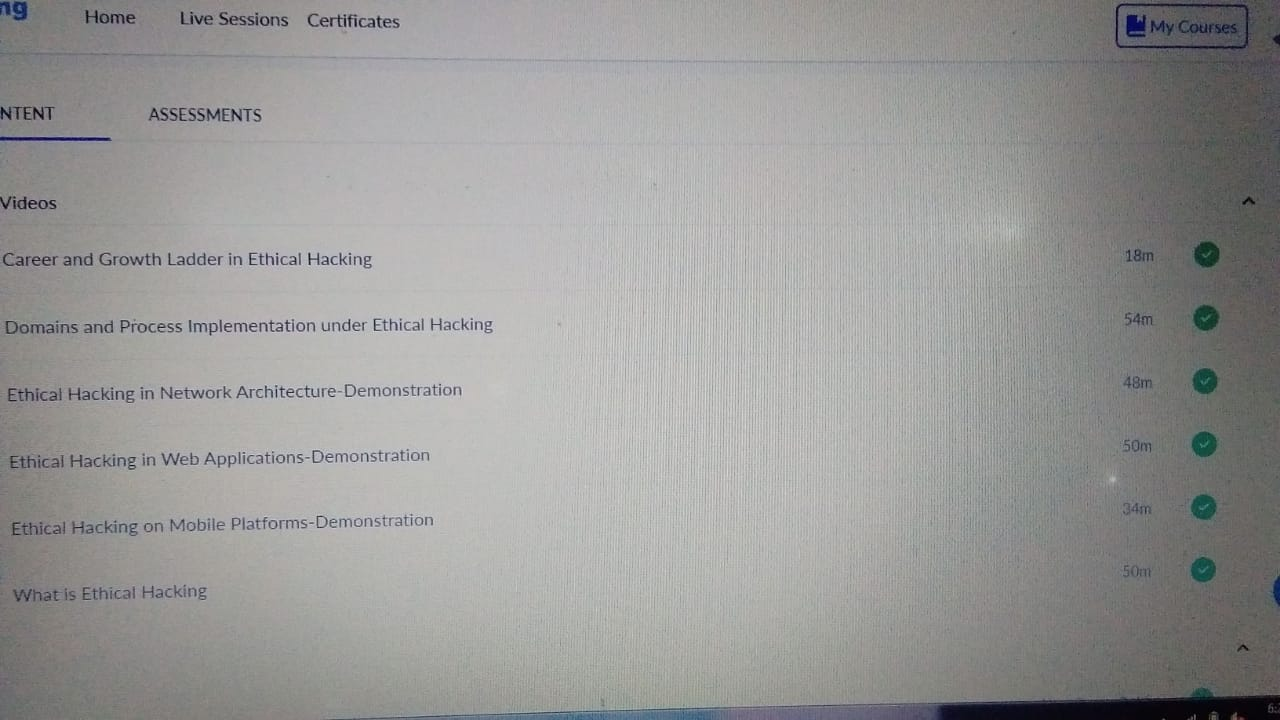 ng
Home Live Sessions Certificates My Courses
NTENT ASSESSMENTS
Videos
Career and Growth Ladder in Ethical Hacking 18m
Domains and Process Implementation under Ethical Hacking 54m
Ethical Hacking in Network Architecture-Demonstration 48m
Ethical Hacking in Web Applications-Demonstration 50m
Ethical Hacking on Mobile Platforms-Demonstration 34m
What is Ethical Hacking 50m